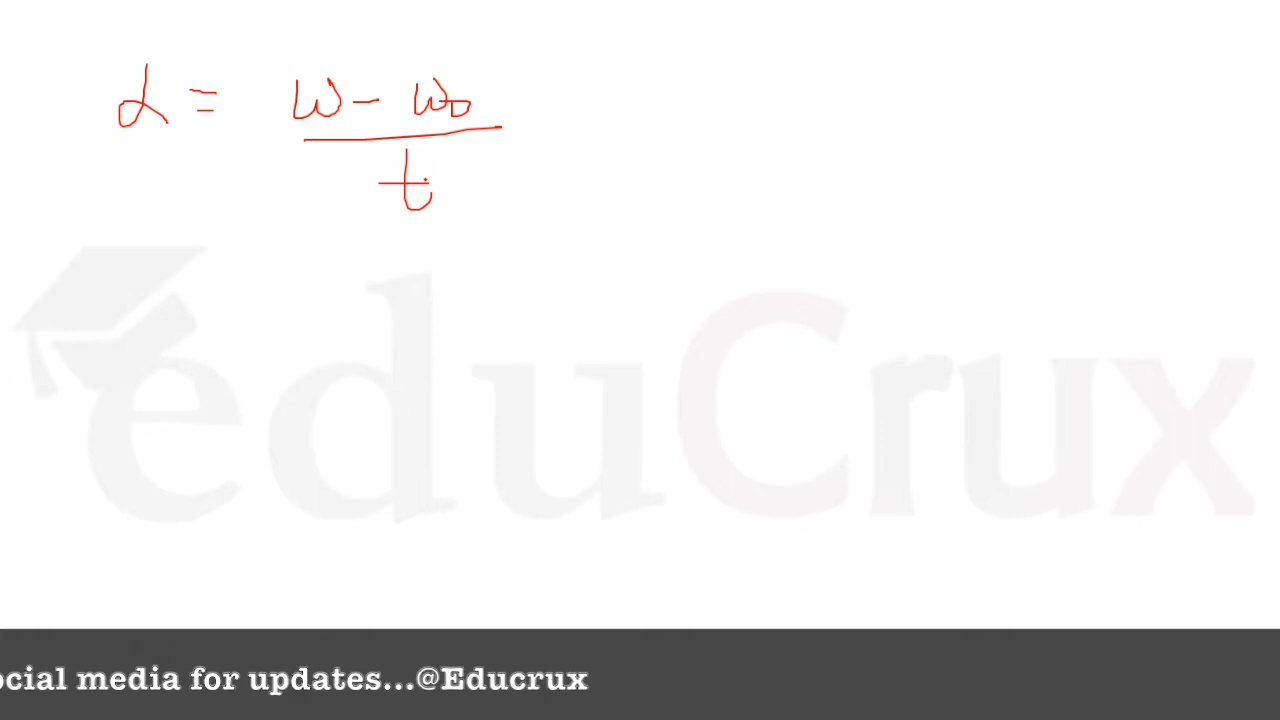 α = ω - ω₀
t
eduCrux
ocial media for updates...@Educrux